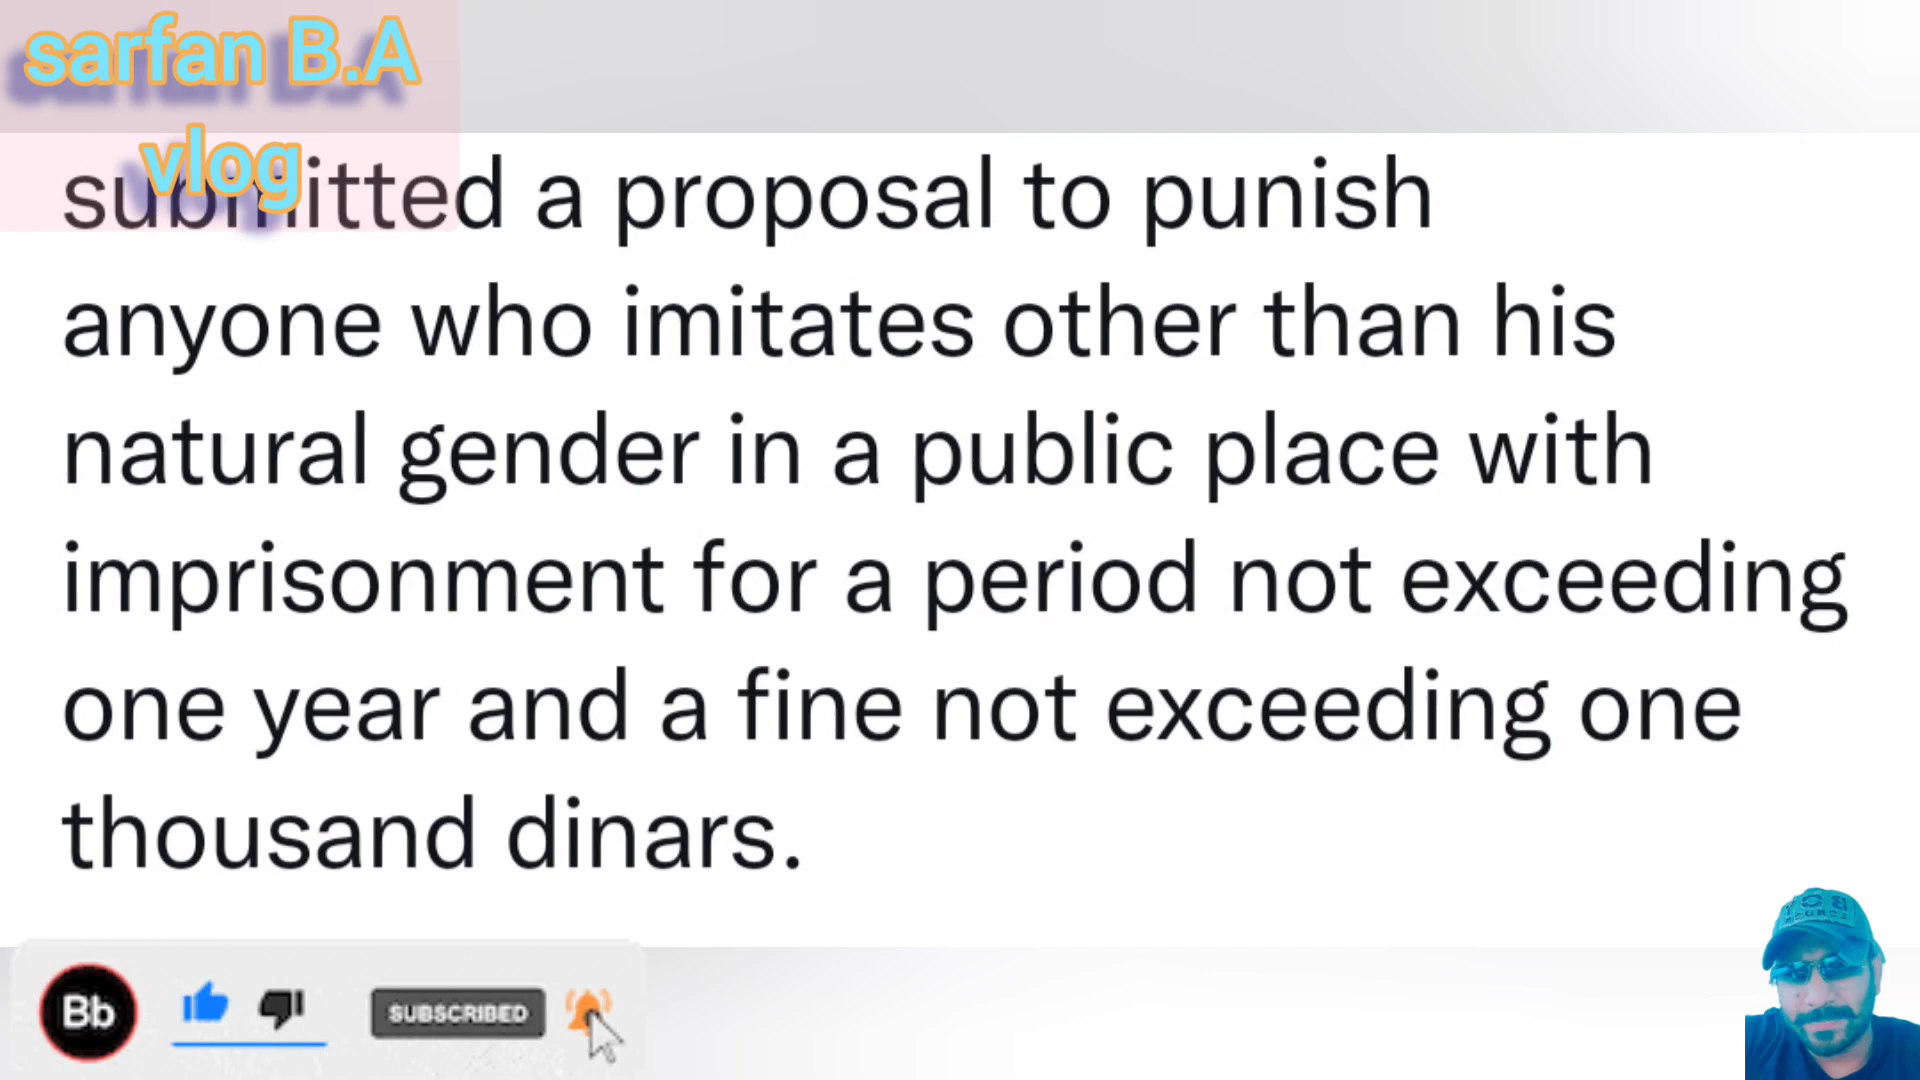 sarfan B.A
vlog
submitted a proposal to punish
anyone who imitates other than his
natural gender in a public place with
imprisonment for a period not exceeding
one year and a fine not exceeding one
thousand dinars.
Bb
SUBSCRIBED